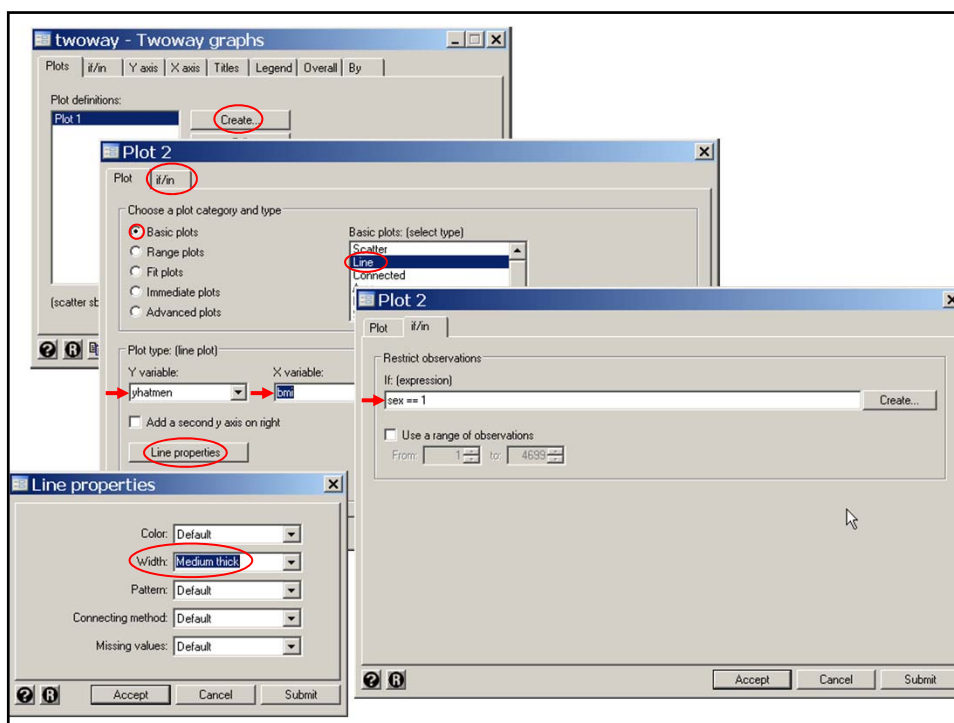 twoway - Twoway graphs
Plots if/in Y axis X axis Titles Legend Overall By
Plot definitions:
Plot 1
Create...
(scatter
Plot 2
Plot if/in
Choose a plot category and type
Basic plots
Range plots
Fit plots
Immediate plots
Advanced plots
Basic plots: (select type)
Scatter
Line
Connected
Plot type: (line plot)
Y variable:
X variable:
yhatmen
bmi
Add a second y axis on right
Line properties
Plot 2
Plot if/in
Restrict observations
If: (expression)
sex == 1
Create...
Use a range of observations
From: 1 to: 4699
Accept Cancel Submit
Line properties
Color: Default
Width: Medium thick
Pattern: Default
Connecting method: Default
Missing values: Default
Accept Cancel Submit